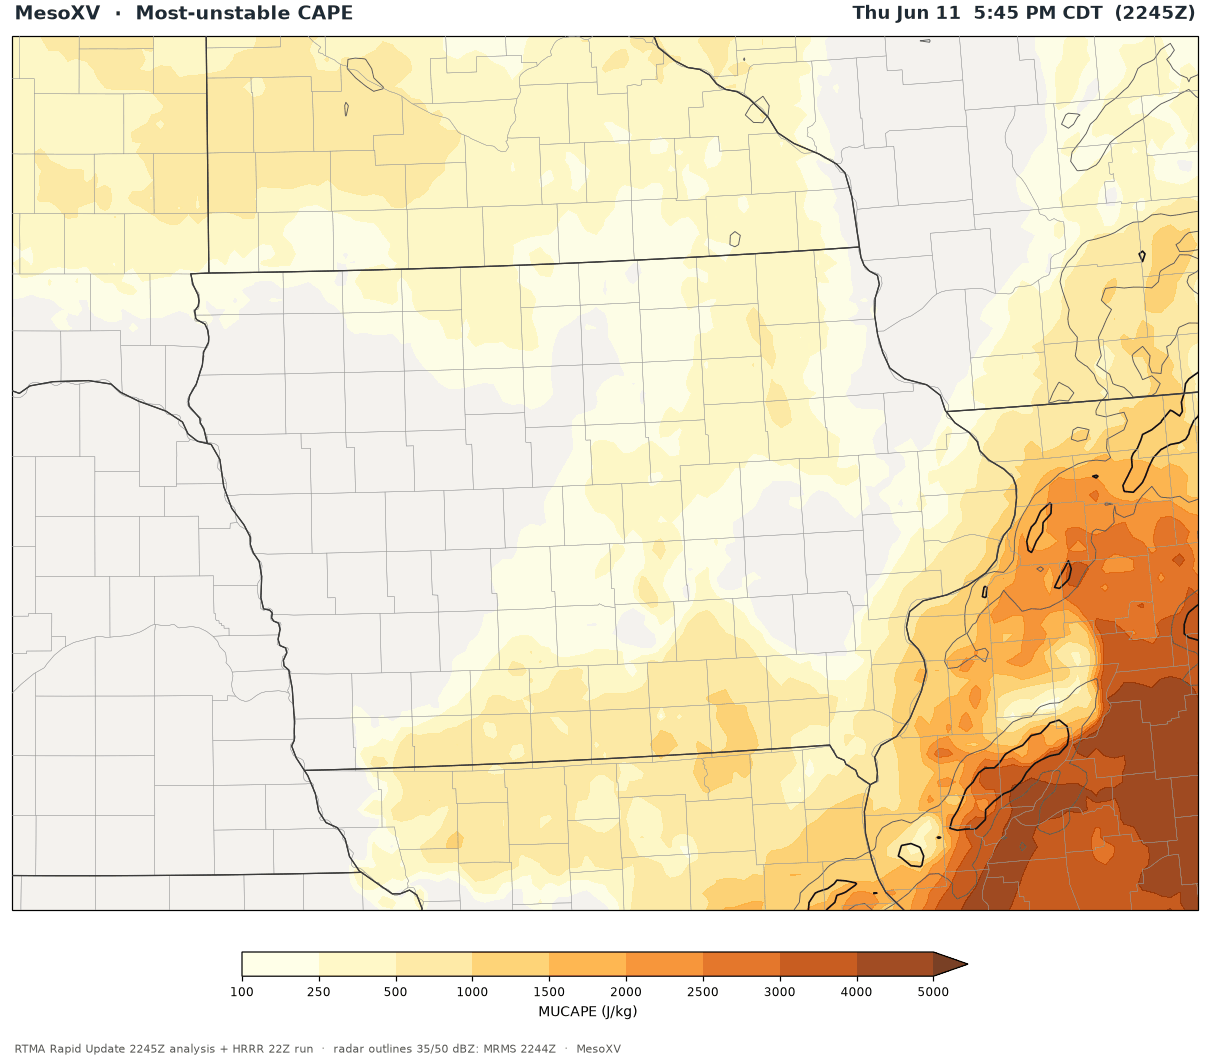 MesoXV · Most-unstable CAPE
Thu Jun 11 5:45 PM CDT (2245Z)
100 250 500 1000 1500 2000 2500 3000 4000 5000
MUCAPE (J/kg)
RTMA Rapid Update 2245Z analysis + HRRR 22Z run · radar outlines 35/50 dBZ: MRMS 2244Z · MesoXV